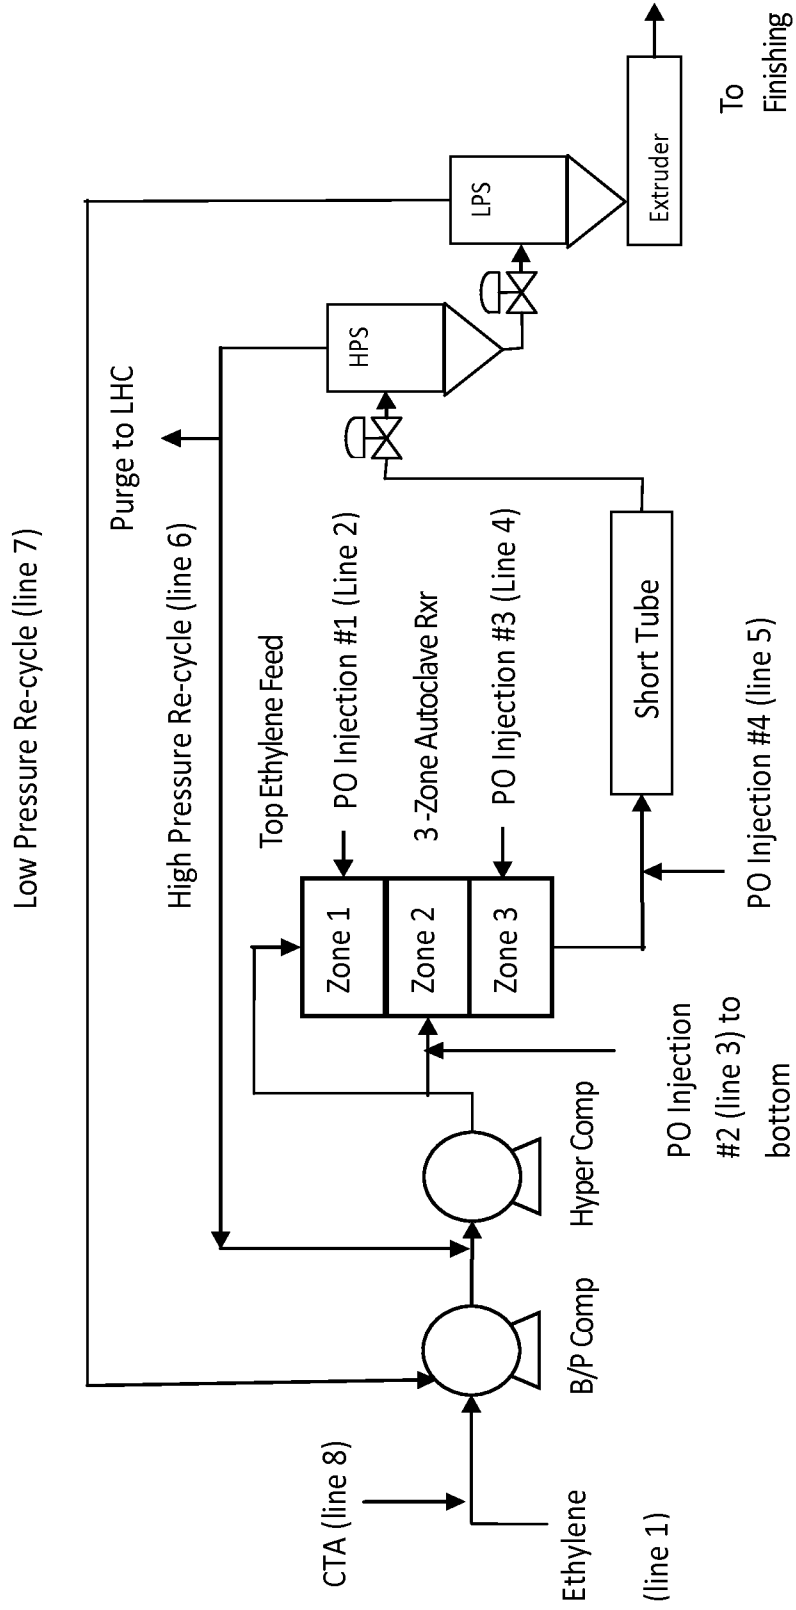 Low Pressure Re-cycle (line 7)
Purge to LHC
High Pressure Re-cycle (line 6)
Top Ethylene Feed
PO Injection #1 (Line 2)
3 -Zone Autoclave Rxr
PO Injection #3 (Line 4)
CTA (line 8)
Ethylene
(line 1)
B/P Comp
Hyper Comp
Zone 1
Zone 2
Zone 3
PO Injection
#2 (line 3) to
bottom
PO Injection #4 (line 5)
Short Tube
HPS
LPS
Extruder
To
Finishing